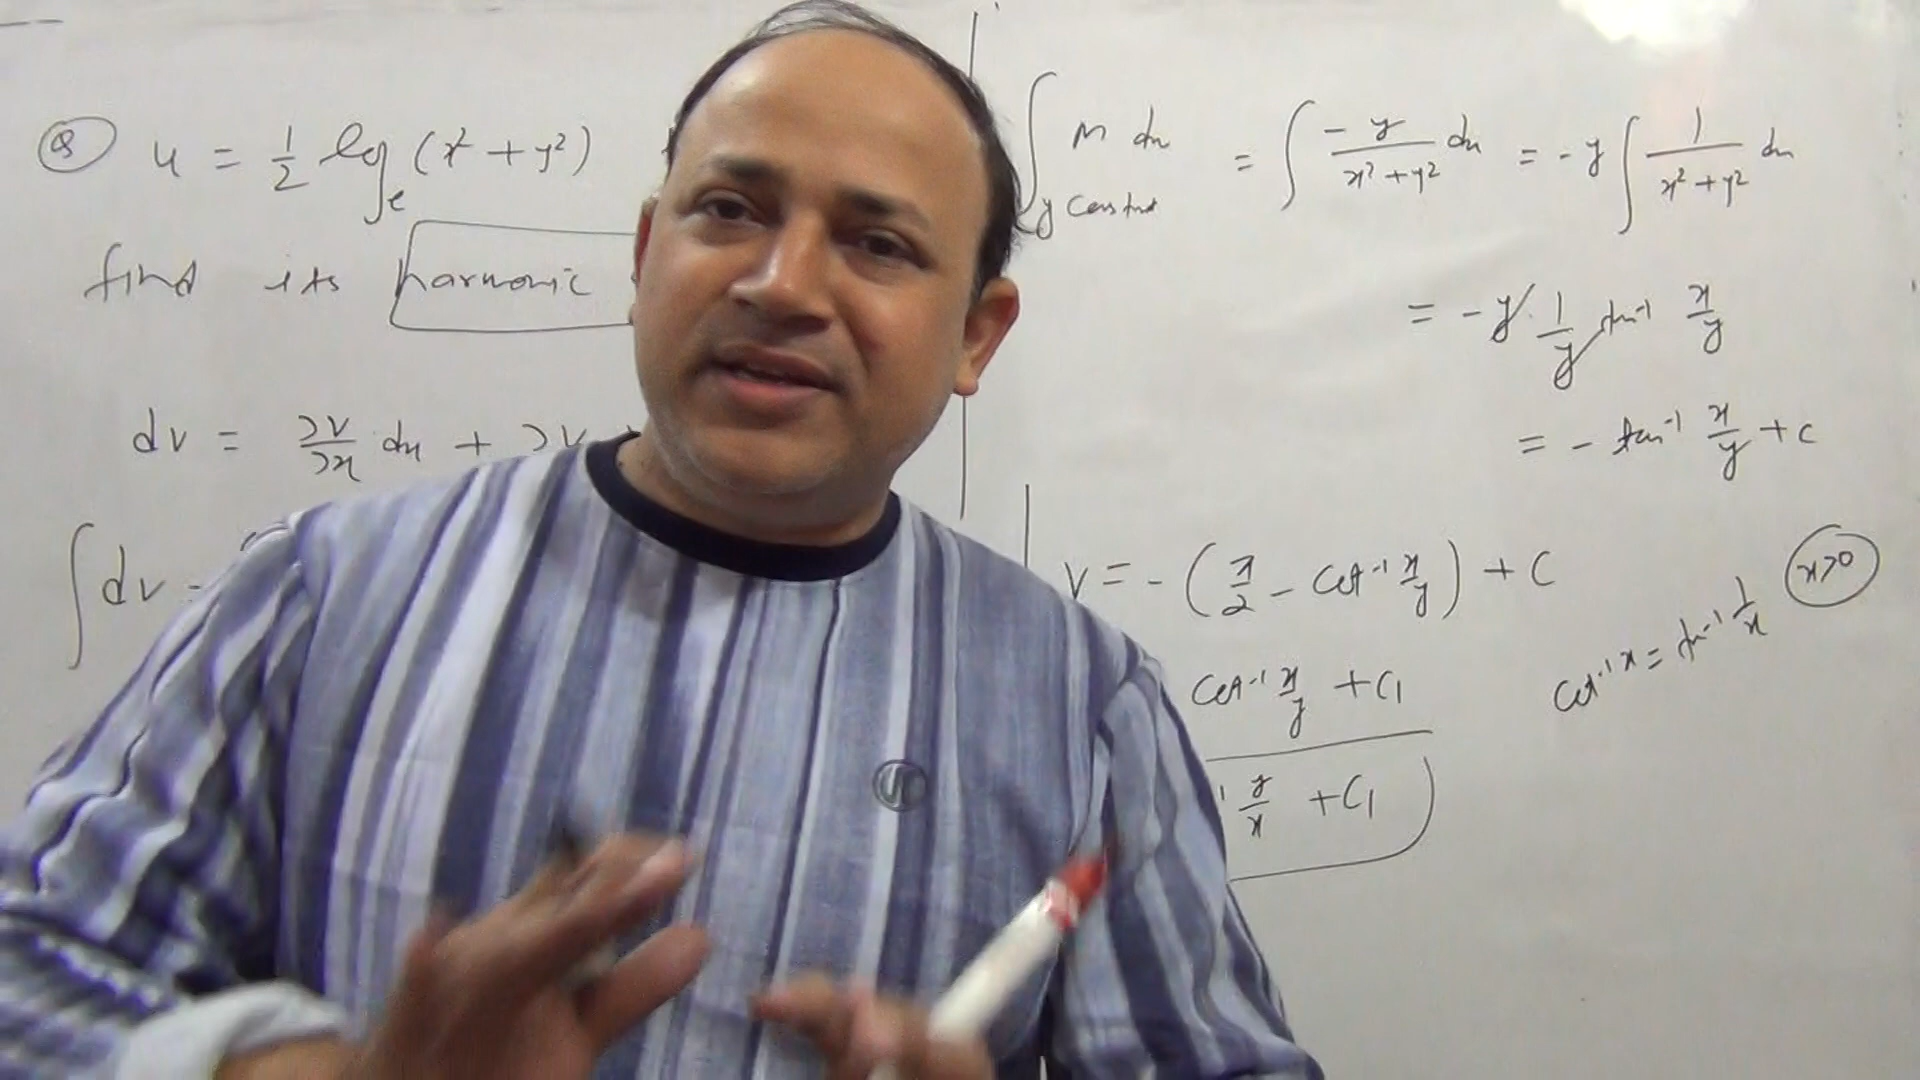 Q u = 1/2 log_e (x² + y²)
find its harmonic
dv = ∂v/∂x dx + ∂v
∫ dv =
∫ M dx = ∫ -y/(x² + y²) dx = -y ∫ 1/(x² + y²) dx
y constant
= -y · 1/y tan⁻¹ x/y
= - tan⁻¹ x/y + c
v = - (π/2 - cot⁻¹ x/y) + C
cot⁻¹ x/y + C₁
y/x + C₁
cot⁻¹ x = tan⁻¹ 1/x
x>0